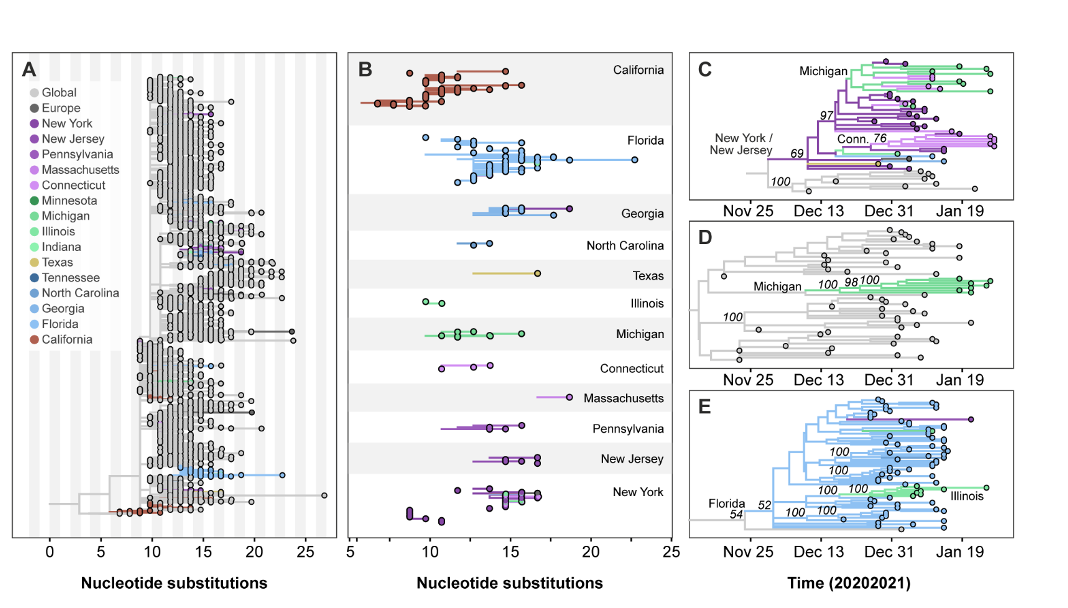 A
Global
Europe
New York
New Jersey
Pennsylvania
Massachusetts
Connecticut
Minnesota
Michigan
Illinois
Indiana
Texas
Tennessee
North Carolina
Georgia
Florida
California
0 5 10 15 20 25
Nucleotide substitutions
B
California
Florida
Georgia
North Carolina
Texas
Illinois
Michigan
Connecticut
Massachusetts
Pennsylvania
New Jersey
New York
5 10 15 20 25
Nucleotide substitutions
C
Michigan
97
New York /
New Jersey
Conn. 76
69
100
Nov 25 Dec 13 Dec 31 Jan 19
D
Michigan 100 98 100
100
Nov 25 Dec 13 Dec 31 Jan 19
E
100
100
100 100
Illinois
Florida 52
54
100 100
Nov 25 Dec 13 Dec 31 Jan 19
Time (20202021)